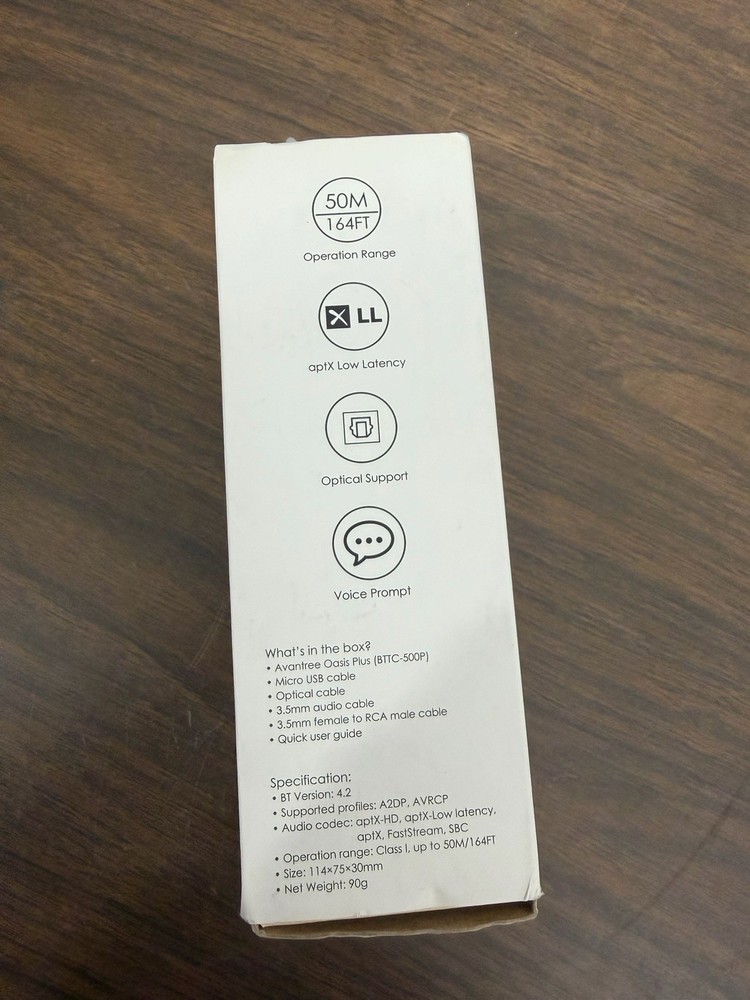 50M
164FT
Operation Range
X LL
aptX Low Latency
Optical Support
Voice Prompt
What's in the box?
• Avantree Oasis Plus (BTTC-500P)
• Micro USB cable
• Optical cable
• 3.5mm audio cable
• 3.5mm female to RCA male cable
• Quick user guide
Specification:
• BT Version: 4.2
• Supported profiles: A2DP, AVRCP
• Audio codec: aptX-HD, aptX-Low latency,
aptX, FastStream, SBC
• Operation range: Class I, up to 50M/164FT
• Size: 114×75×30mm
• Net Weight: 90g